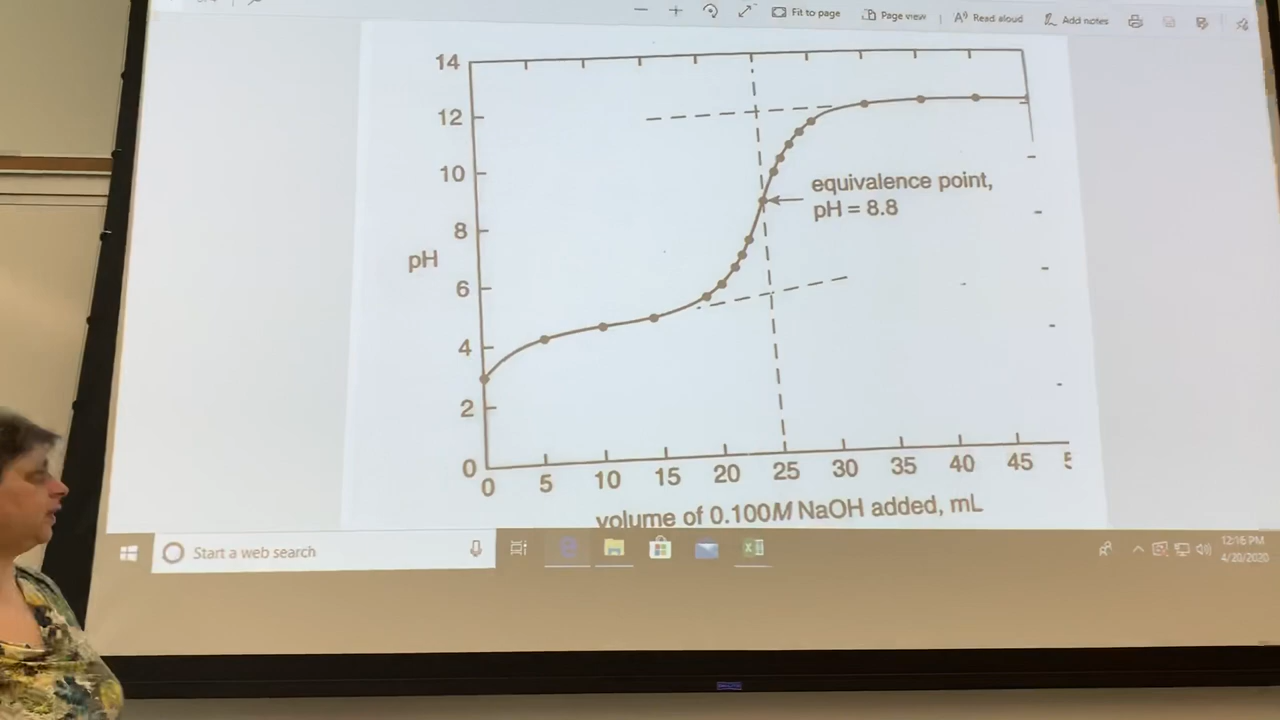 Fit to page
Page view
Read aloud
Add notes
14
12
10
8
6
4
2
0
pH
equivalence point,
pH = 8.8
0 5 10 15 20 25 30 35 40 45
volume of 0.100M NaOH added, mL
Start a web search
12:16 PM
4/20/2020